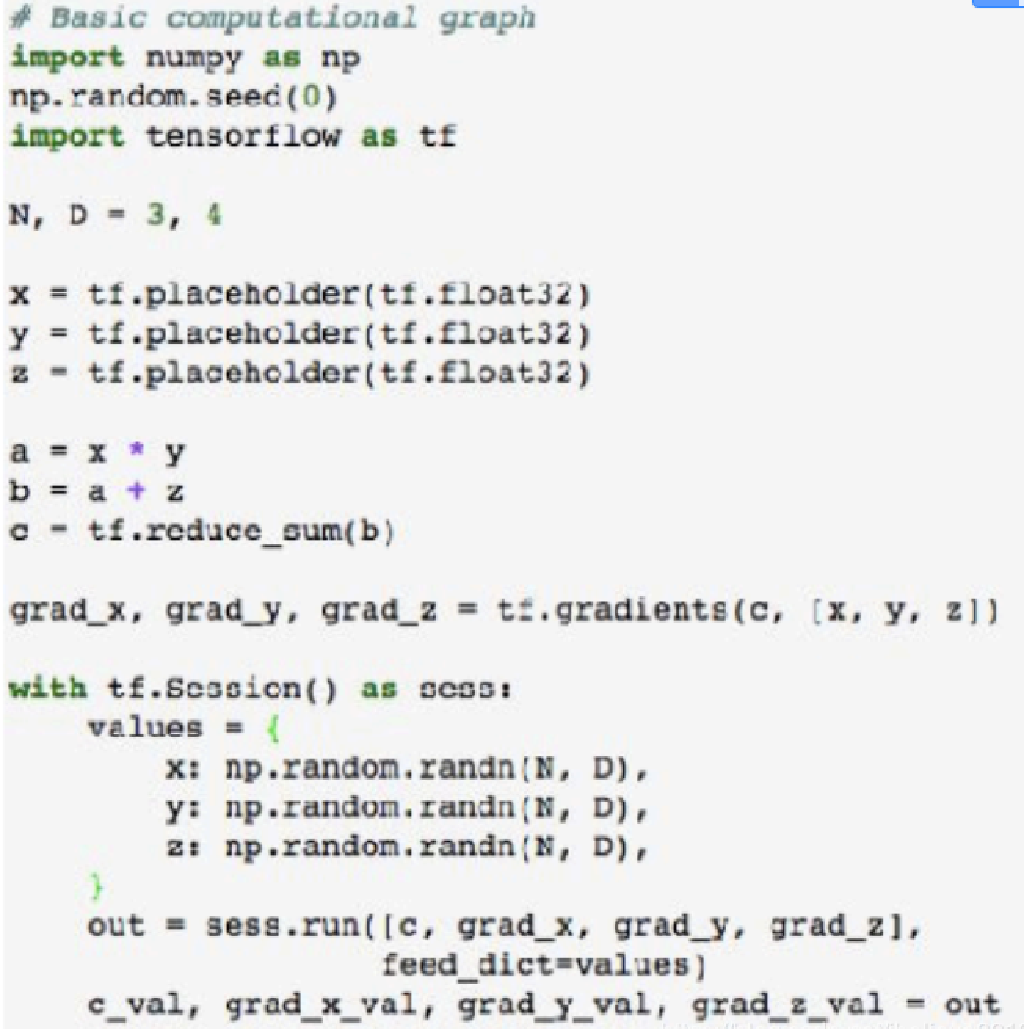 # Basic computational graph
import numpy as np
np.random.seed(0)
import tensorflow as tf
N, D = 3, 4
x = tf.placeholder(tf.float32)
y = tf.placeholder(tf.float32)
z = tf.placeholder(tf.float32)
a = x * y
b = a + z
c = tf.reduce_sum(b)
grad_x, grad_y, grad_z = tf.gradients(c, [x, y, z])
with tf.Session() as sess:
    values = {
        x: np.random.randn(N, D),
        y: np.random.randn(N, D),
        z: np.random.randn(N, D),
    }
    out = sess.run([c, grad_x, grad_y, grad_z],
                   feed_dict=values)
    c_val, grad_x_val, grad_y_val, grad_z_val = out